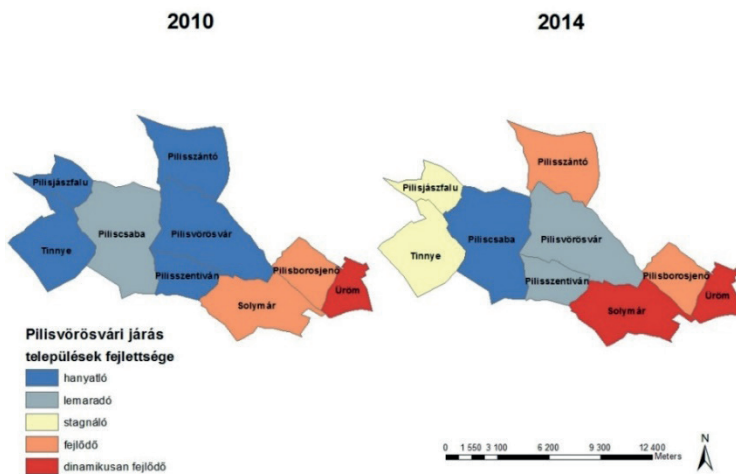 2010
2014
Pilisszántó
Pilisjászfalu
Piliscsaba
Pilisvörösvár
Tinnye
Pilisszentiván
Pilisborosjenő
Üröm
Solymár
Pilisszántó
Pilisjászfalu
Piliscsaba
Pilisvörösvár
Tinnye
Pilisszentiván
Pilisborosjenő
Üröm
Solymár
Pilisvörösvári járás
települések fejlettsége
hanyatló
lemaradó
stagnáló
fejlődő
dinamikusan fejlődő
N
0 1 550 3 100 6 200 9 300 12 400
Meters